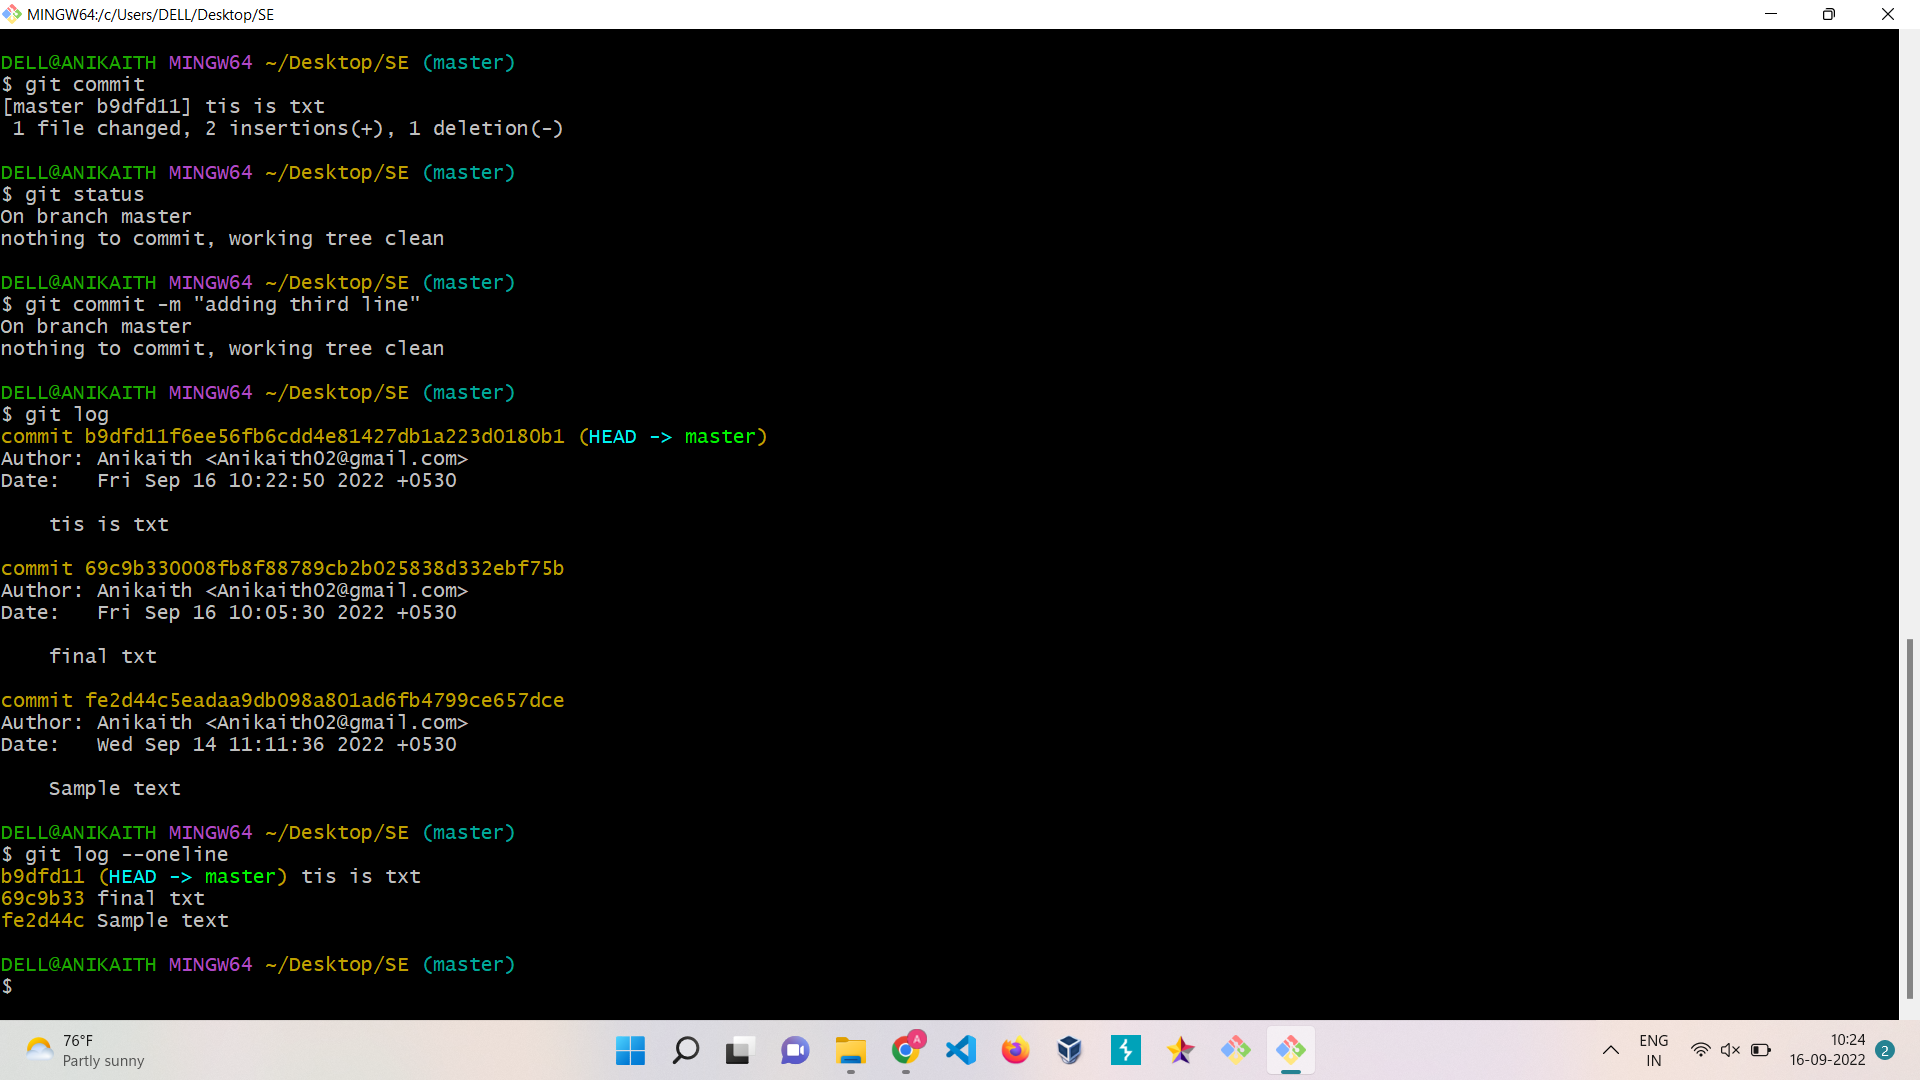 MINGW64:/c/Users/DELL/Desktop/SE
DELL@ANIKAITH MINGW64 ~/Desktop/SE (master)
$ git commit
[master b9dfd11] tis is txt
 1 file changed, 2 insertions(+), 1 deletion(-)
DELL@ANIKAITH MINGW64 ~/Desktop/SE (master)
$ git status
On branch master
nothing to commit, working tree clean
DELL@ANIKAITH MINGW64 ~/Desktop/SE (master)
$ git commit -m "adding third line"
On branch master
nothing to commit, working tree clean
DELL@ANIKAITH MINGW64 ~/Desktop/SE (master)
$ git log
commit b9dfd11f6ee56fb6cdd4e81427db1a223d0180b1 (HEAD -> master)
Author: Anikaith <Anikaith02@gmail.com>
Date:   Fri Sep 16 10:22:50 2022 +0530
    tis is txt
commit 69c9b330008fb8f88789cb2b025838d332ebf75b
Author: Anikaith <Anikaith02@gmail.com>
Date:   Fri Sep 16 10:05:30 2022 +0530
    final txt
commit fe2d44c5eadaa9db098a801ad6fb4799ce657dce
Author: Anikaith <Anikaith02@gmail.com>
Date:   Wed Sep 14 11:11:36 2022 +0530
    Sample text
DELL@ANIKAITH MINGW64 ~/Desktop/SE (master)
$ git log --oneline
b9dfd11 (HEAD -> master) tis is txt
69c9b33 final txt
fe2d44c Sample text
DELL@ANIKAITH MINGW64 ~/Desktop/SE (master)
$
76°F
Partly sunny
A
ENG
IN
10:24
16-09-2022
2